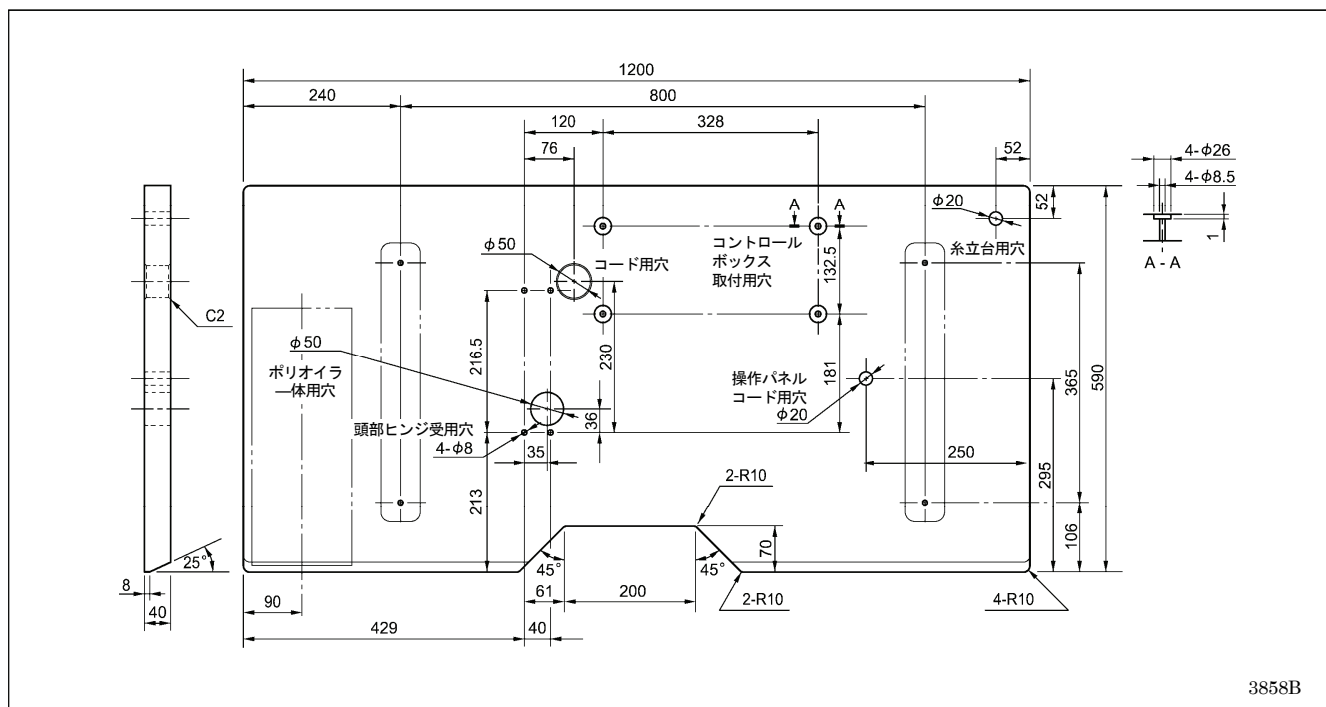 1200
240
800
120
328
76
52
4-φ26
4-φ8.5
φ20
52
A
A
1
A - A
φ50
コード用穴
コントロール
ボックス
取付用穴
132.5
糸立台用穴
C2
φ50
ポリオイラ
一体用穴
216.5
230
181
操作パネル
コード用穴
φ20
365
590
頭部ヒンジ受用穴
4-φ8
36
35
213
250
295
2-R10
106
70
25°
45°
45°
8
40
90
61
200
2-R10
4-R10
429
40
3858B